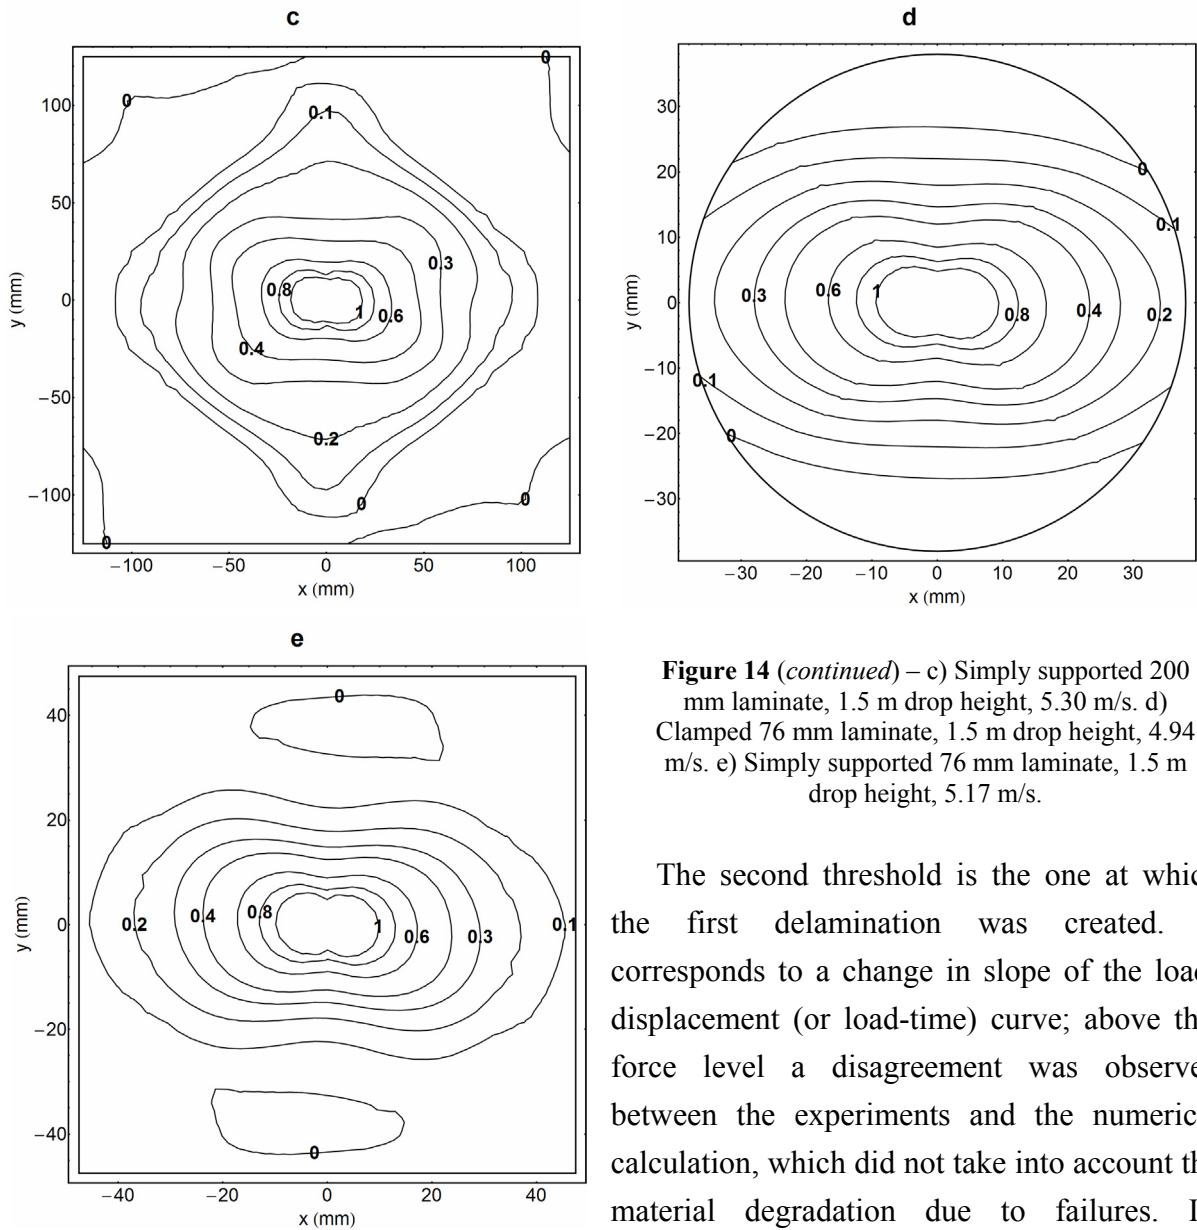 c
0
0
0.1
0.3
0.8
1
0.6
0.4
0.2
0
0
0
100
50
0
−50
−100
y (mm)
−100 −50 0 50 100
x (mm)
d
0
0.1
0.3
0.6
1
0.8
0.4
0.2
0.1
0
30
20
10
0
−10
−20
−30
y (mm)
−30 −20 −10 0 10 20 30
x (mm)
e
0
0.2
0.4
0.8
1
0.6
0.3
0.1
0
40
20
0
−20
−40
y (mm)
−40 −20 0 20 40
x (mm)
Figure 14 (continued) – c) Simply supported 200
mm laminate, 1.5 m drop height, 5.30 m/s. d)
Clamped 76 mm laminate, 1.5 m drop height, 4.94
m/s. e) Simply supported 76 mm laminate, 1.5 m
drop height, 5.17 m/s.
The second threshold is the one at whic
the first delamination was created.
corresponds to a change in slope of the load
displacement (or load-time) curve; above th
force level a disagreement was observe
between the experiments and the numeric
calculation, which did not take into account th
material degradation due to failures. I